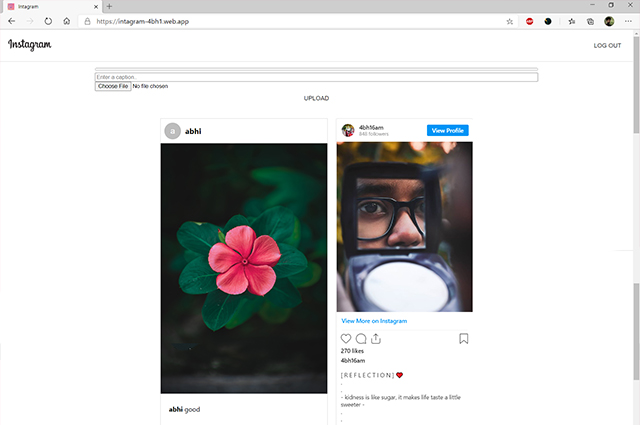 Intagram
https://intagram-4bh1.web.app
Instagram
LOG OUT
Enter a caption..
Choose File No file chosen
UPLOAD
a abhi
4bh16am
848 followers
View Profile
View More on Instagram
270 likes
4bh16am
[ R E F L E C T I O N ] ❤
.
.
- kidness is like sugar, it makes life taste a little
sweeter -
.
.
abhi good